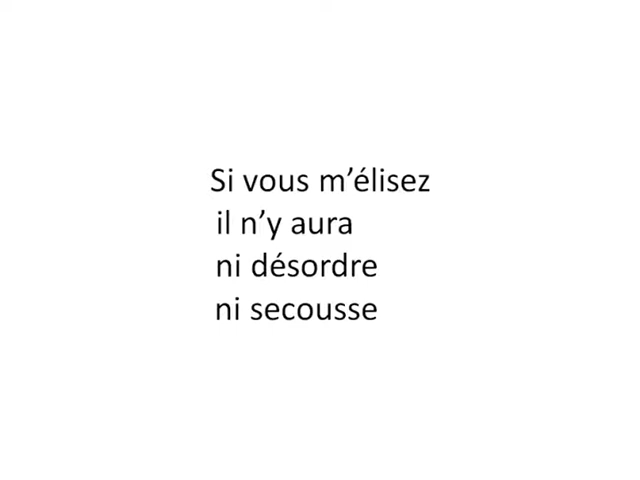 Si vous m’élisez
il n’y aura
ni désordre
ni secousse